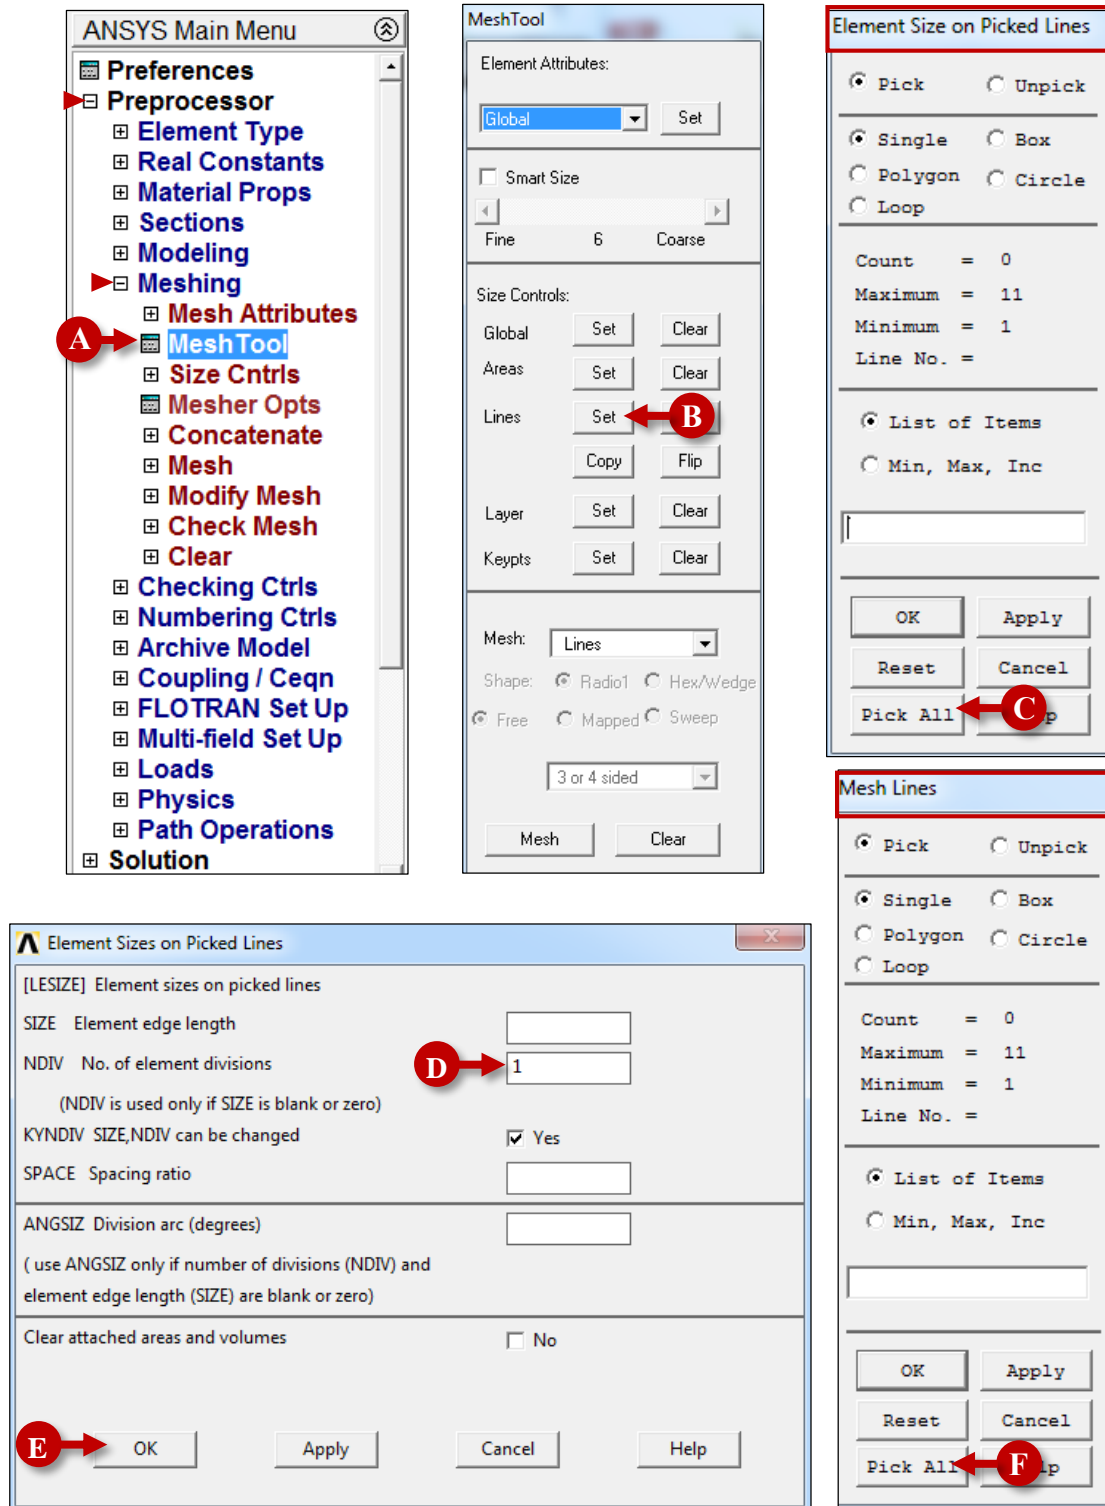 ANSYS Main Menu
Preferences
Preprocessor
Element Type
Real Constants
Material Props
Sections
Modeling
Meshing
Mesh Attributes
A
MeshTool
Size Cntrls
Mesher Opts
Concatenate
Mesh
Modify Mesh
Check Mesh
Clear
Checking Ctrls
Numbering Ctrls
Archive Model
Coupling / Ceqn
FLOTRAN Set Up
Multi-field Set Up
Loads
Physics
Path Operations
Solution
MeshTool
Element Attributes:
Global Set
Smart Size
Fine 6 Coarse
Size Controls:
Global Set Clear
Areas Set Clear
Lines Set B
Copy Flip
Layer Set Clear
Keypts Set Clear
Mesh: Lines
Shape: Radio1 Hex/Wedge
Free Mapped Sweep
3 or 4 sided
Mesh Clear
Element Size on Picked Lines
Pick Unpick
Single Box
Polygon Circle
Loop
Count = 0
Maximum = 11
Minimum = 1
Line No. =
List of Items
Min, Max, Inc
OK Apply
Reset Cancel
Pick All C p
Mesh Lines
Pick Unpick
Single Box
Polygon Circle
Loop
Count = 0
Maximum = 11
Minimum = 1
Line No. =
List of Items
Min, Max, Inc
OK Apply
Reset Cancel
Pick All F lp
Element Sizes on Picked Lines
[LESIZE] Element sizes on picked lines
SIZE Element edge length
NDIV No. of element divisions D 1
(NDIV is used only if SIZE is blank or zero)
KYNDIV SIZE,NDIV can be changed Yes
SPACE Spacing ratio
ANGSIZ Division arc (degrees)
( use ANGSIZ only if number of divisions (NDIV) and
element edge length (SIZE) are blank or zero)
Clear attached areas and volumes No
E OK Apply Cancel Help